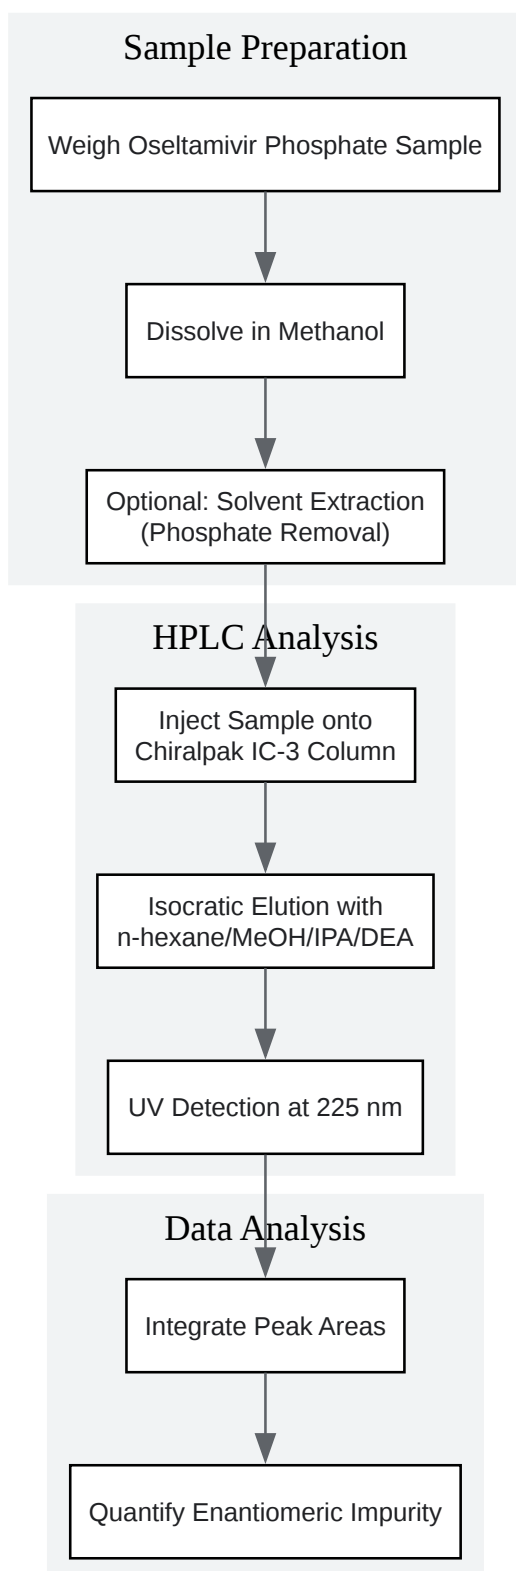 Sample Preparation
Weigh Oseltamivir Phosphate Sample
Dissolve in Methanol
Optional: Solvent Extraction
(Phosphate Removal)
HPLC Analysis
Inject Sample onto
Chiralpak IC-3 Column
Isocratic Elution with
n-hexane/MeOH/IPA/DEA
UV Detection at 225 nm
Data Analysis
Integrate Peak Areas
Quantify Enantiomeric Impurity